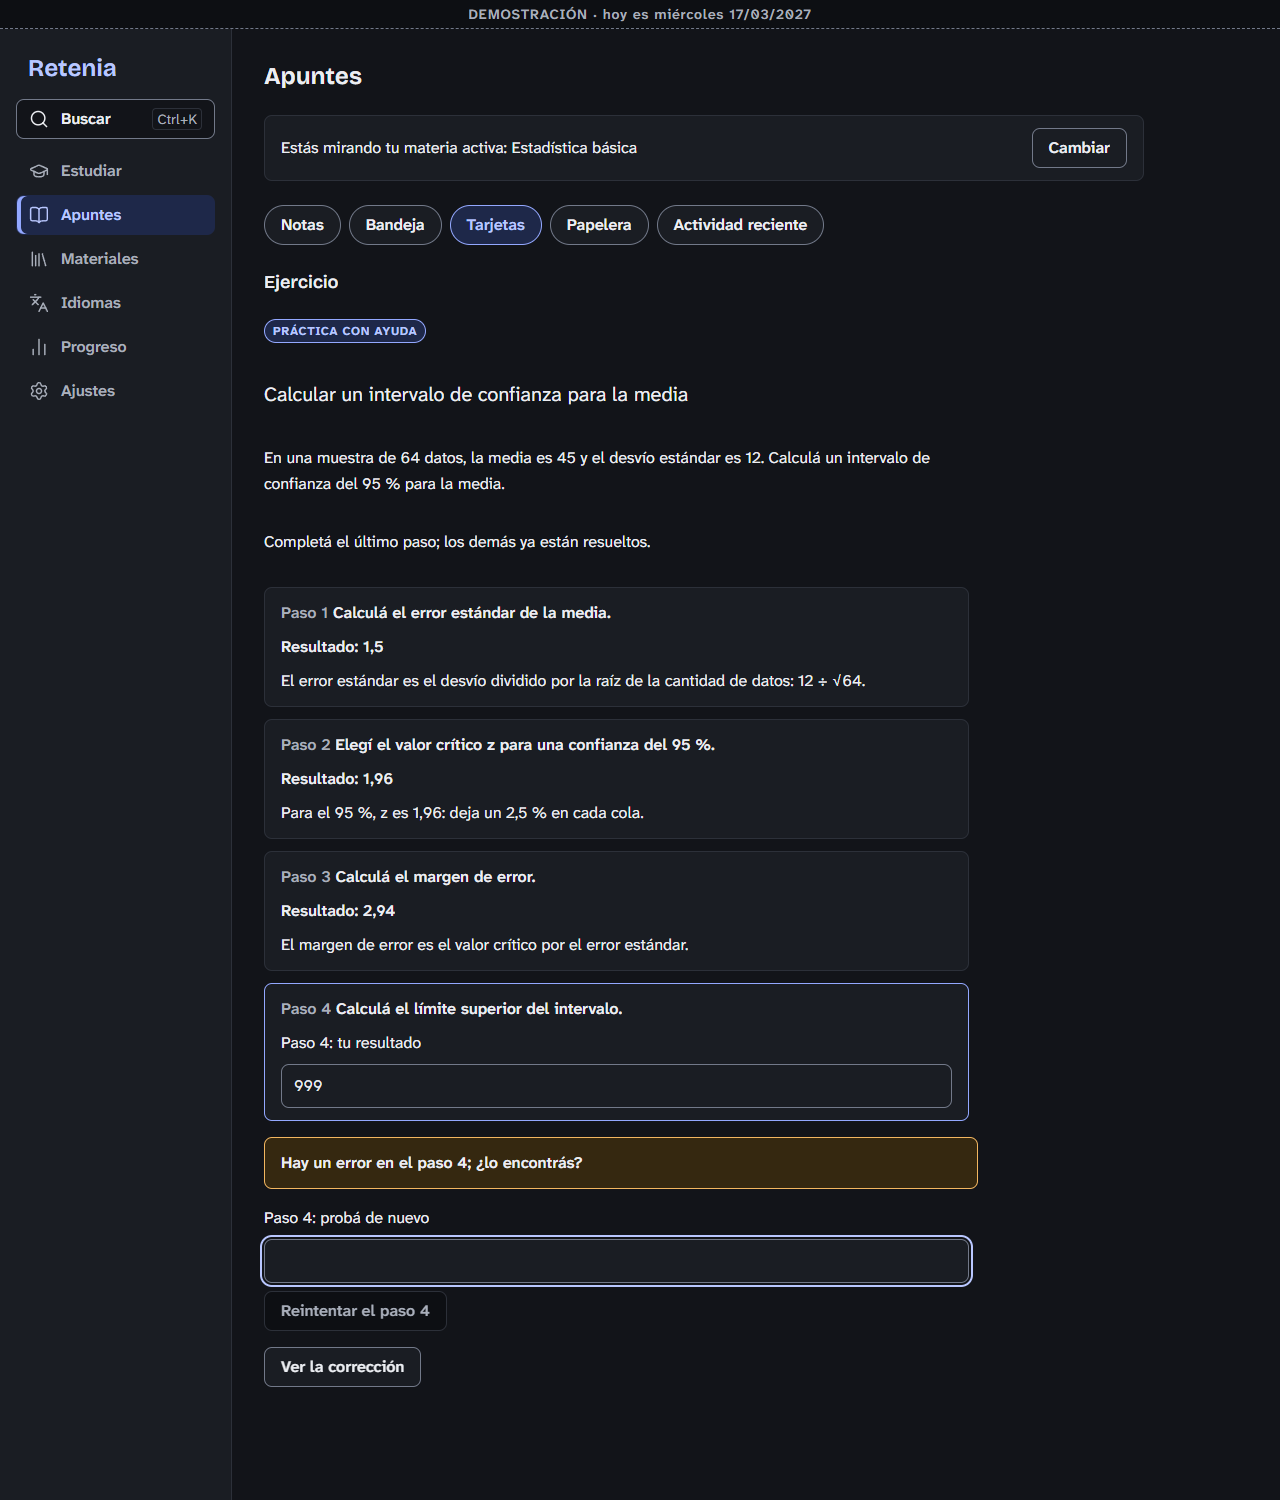 DEMOSTRACIÓN · hoy es miércoles 17/03/2027
Retenia
Buscar Ctrl+K
Estudiar
Apuntes
Materiales
Idiomas
Progreso
Ajustes
Apuntes
Estás mirando tu materia activa: Estadística básica
Cambiar
Notas Bandeja Tarjetas Papelera Actividad reciente
Ejercicio
PRÁCTICA CON AYUDA
Calcular un intervalo de confianza para la media
En una muestra de 64 datos, la media es 45 y el desvío estándar es 12. Calculá un intervalo de
confianza del 95 % para la media.
Completá el último paso; los demás ya están resueltos.
Paso 1 Calculá el error estándar de la media.
Resultado: 1,5
El error estándar es el desvío dividido por la raíz de la cantidad de datos: 12 ÷ √64.
Paso 2 Elegí el valor crítico z para una confianza del 95 %.
Resultado: 1,96
Para el 95 %, z es 1,96: deja un 2,5 % en cada cola.
Paso 3 Calculá el margen de error.
Resultado: 2,94
El margen de error es el valor crítico por el error estándar.
Paso 4 Calculá el límite superior del intervalo.
Paso 4: tu resultado
999
Hay un error en el paso 4; ¿lo encontrás?
Paso 4: probá de nuevo
Reintentar el paso 4
Ver la corrección